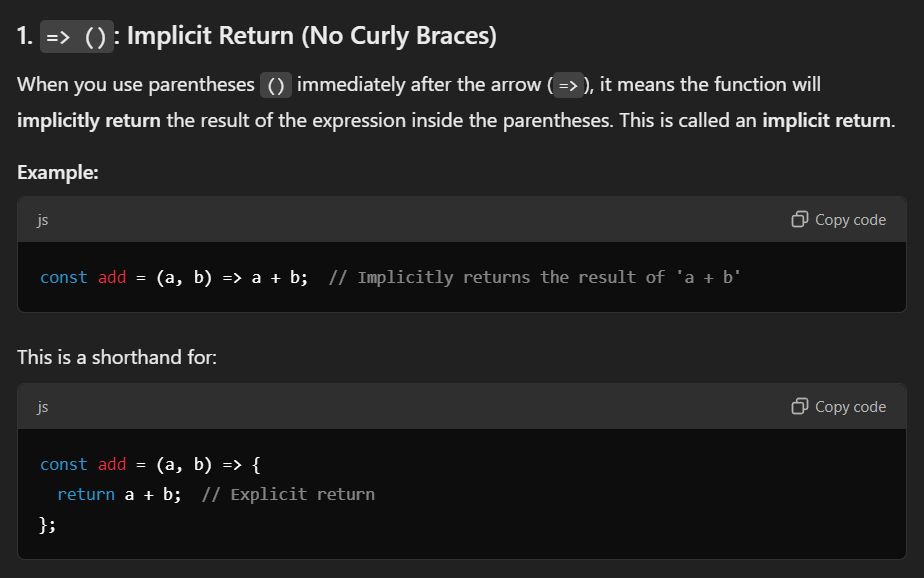 1. => (): Implicit Return (No Curly Braces)
When you use parentheses () immediately after the arrow (=>), it means the function will
implicitly return the result of the expression inside the parentheses. This is called an implicit return.
Example:
js Copy code
const add = (a, b) => a + b;  // Implicitly returns the result of 'a + b'
This is a shorthand for:
js Copy code
const add = (a, b) => {
  return a + b;  // Explicit return
};